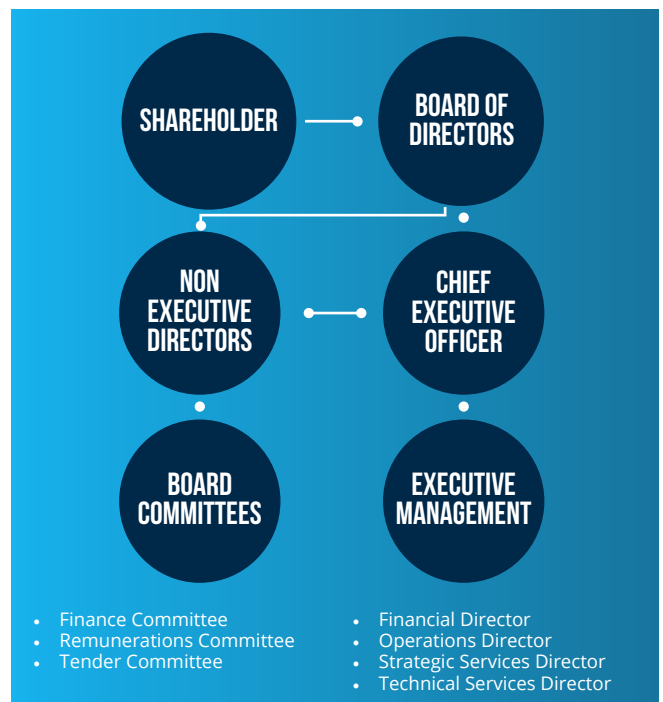 SHAREHOLDER
BOARD OF
DIRECTORS
NON
EXECUTIVE
DIRECTORS
CHIEF
EXECUTIVE
OFFICER
BOARD
COMMITTEES
EXECUTIVE
MANAGEMENT
• Finance Committee
• Remunerations Committee
• Tender Committee
• Financial Director
• Operations Director
• Strategic Services Director
• Technical Services Director